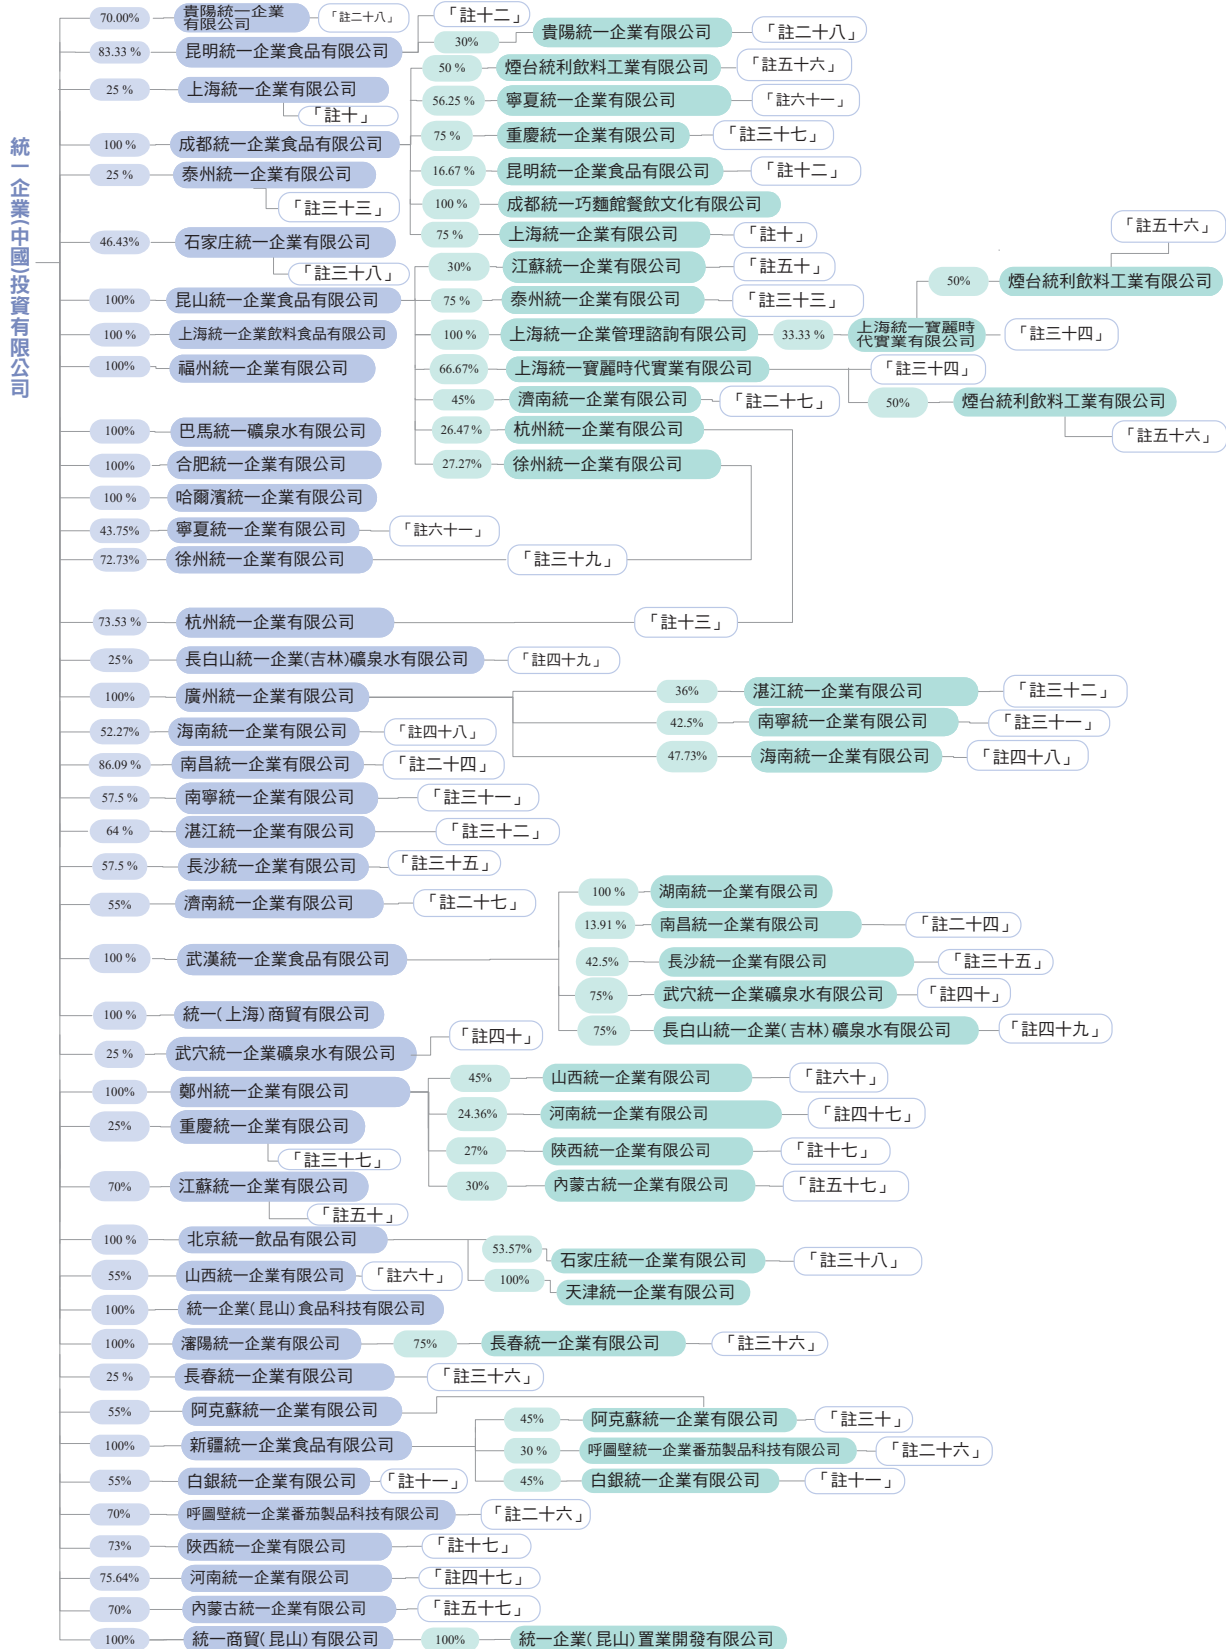 統一企業(中國)投資有限公司
70.00% 貴陽統一企業
有限公司 「註二十八」
83.33 % 昆明統一企業食品有限公司 「註十二」
30% 貴陽統一企業有限公司 「註二十八」
25 % 上海統一企業有限公司
「註十」
100 % 成都統一企業食品有限公司
50 % 煙台統利飲料工業有限公司 「註五十六」
56.25 % 寧夏統一企業有限公司 「註六十一」
75 % 重慶統一企業有限公司 「註三十七」
16.67 % 昆明統一企業食品有限公司 「註十二」
100 % 成都統一巧麵館餐飲文化有限公司
75 % 上海統一企業有限公司 「註十」
25 % 泰州統一企業有限公司
「註三十三」
46.43% 石家庄統一企業有限公司
「註三十八」
100% 昆山統一企業食品有限公司
30% 江蘇統一企業有限公司 「註五十」
75 % 泰州統一企業有限公司 「註三十三」
100 % 上海統一企業管理諮詢有限公司 33.33 % 上海統一寶麗時
代實業有限公司 「註三十四」
50% 煙台統利飲料工業有限公司
「註五十六」
66.67% 上海統一寶麗時代實業有限公司 「註三十四」
50% 煙台統利飲料工業有限公司
「註五十六」
45% 濟南統一企業有限公司 「註二十七」
26.47 % 杭州統一企業有限公司
27.27% 徐州統一企業有限公司
100 % 上海統一企業飲料食品有限公司
100% 福州統一企業有限公司
100% 巴馬統一礦泉水有限公司
100% 合肥統一企業有限公司
100 % 哈爾濱統一企業有限公司
43.75% 寧夏統一企業有限公司 「註六十一」
72.73% 徐州統一企業有限公司 「註三十九」
73.53 % 杭州統一企業有限公司 「註十三」
25% 長白山統一企業(吉林)礦泉水有限公司 「註四十九」
100% 廣州統一企業有限公司
36% 湛江統一企業有限公司 「註三十二」
42.5% 南寧統一企業有限公司 「註三十一」
47.73% 海南統一企業有限公司 「註四十八」
52.27% 海南統一企業有限公司 「註四十八」
86.09 % 南昌統一企業有限公司 「註二十四」
57.5 % 南寧統一企業有限公司 「註三十一」
64 % 湛江統一企業有限公司 「註三十二」
57.5 % 長沙統一企業有限公司 「註三十五」
55% 濟南統一企業有限公司 「註二十七」
100 % 武漢統一企業食品有限公司
100 % 湖南統一企業有限公司
13.91 % 南昌統一企業有限公司 「註二十四」
42.5% 長沙統一企業有限公司 「註三十五」
75% 武穴統一企業礦泉水有限公司 「註四十」
75% 長白山統一企業(吉林)礦泉水有限公司 「註四十九」
100 % 統一(上海)商貿有限公司
25 % 武穴統一企業礦泉水有限公司 「註四十」
100% 鄭州統一企業有限公司
45% 山西統一企業有限公司 「註六十」
24.36% 河南統一企業有限公司 「註四十七」
27% 陝西統一企業有限公司 「註十七」
30% 內蒙古統一企業有限公司 「註五十七」
25% 重慶統一企業有限公司
「註三十七」
70% 江蘇統一企業有限公司
「註五十」
100 % 北京統一飲品有限公司
53.57% 石家庄統一企業有限公司 「註三十八」
100% 天津統一企業有限公司
55% 山西統一企業有限公司 「註六十」
100% 統一企業(昆山)食品科技有限公司
100% 瀋陽統一企業有限公司 75% 長春統一企業有限公司 「註三十六」
25 % 長春統一企業有限公司 「註三十六」
55% 阿克蘇統一企業有限公司
100% 新疆統一企業食品有限公司
45% 阿克蘇統一企業有限公司 「註三十」
30 % 呼圖壁統一企業番茄製品科技有限公司 「註二十六」
45% 白銀統一企業有限公司 「註十一」
55% 白銀統一企業有限公司 「註十一」
70% 呼圖壁統一企業番茄製品科技有限公司 「註二十六」
73% 陝西統一企業有限公司 「註十七」
75.64% 河南統一企業有限公司 「註四十七」
70% 內蒙古統一企業有限公司 「註五十七」
100% 統一商貿(昆山)有限公司 100% 統一企業(昆山)置業開發有限公司